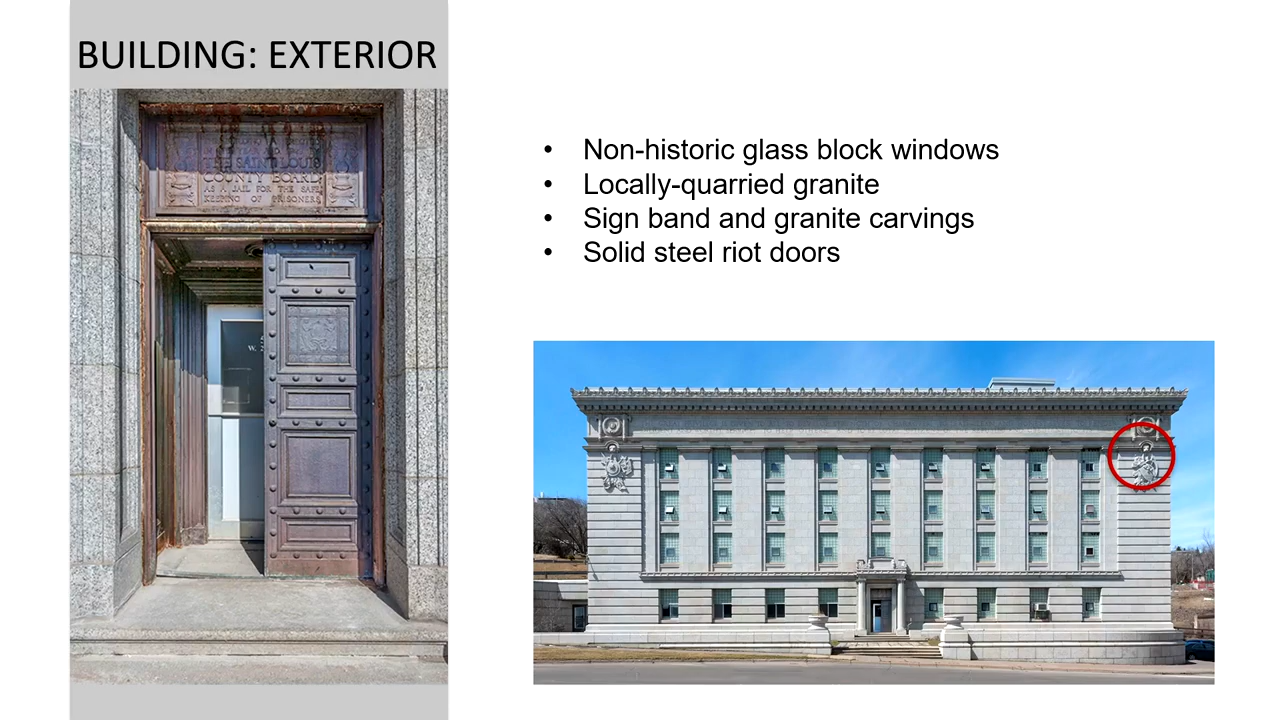 BUILDING: EXTERIOR
THE SAINT LOUIS
COUNTY BOARD
AS A JAIL FOR THE SAFE
KEEPING OF PRISONERS
W.
• Non-historic glass block windows
• Locally-quarried granite
• Sign band and granite carvings
• Solid steel riot doors